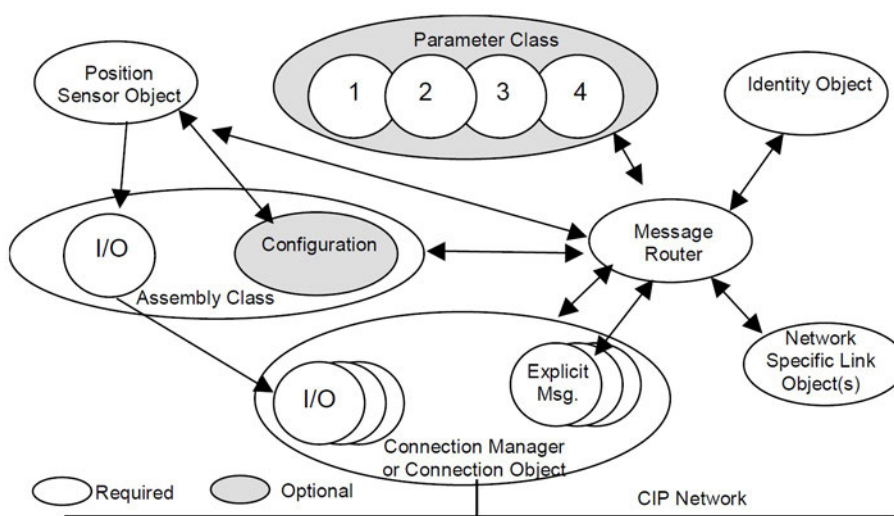 Parameter Class
1 2 3 4
Position
Sensor Object
Identity Object
I/O
Configuration
Assembly Class
Message
Router
I/O
Explicit
Msg.
Connection Manager
or Connection Object
Network
Specific Link
Object(s)
Required
Optional
CIP Network